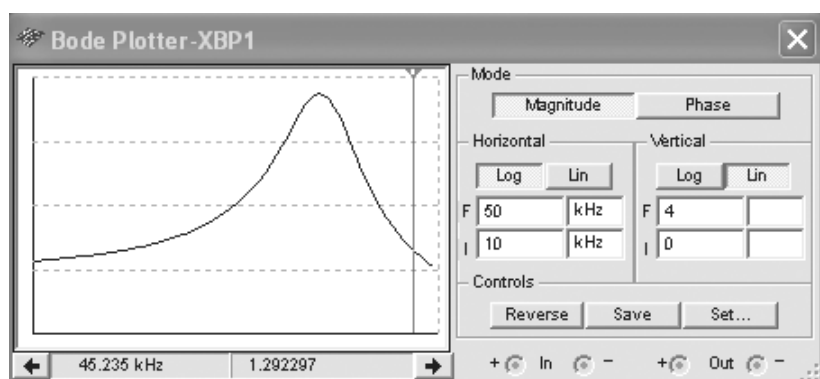 Bode Plotter-XBP1
Mode
Magnitude Phase
Horizontal Vertical
Log Lin Log Lin
F 50 kHz F 4
I 10 kHz I 0
Controls
Reverse Save Set...
45.235 kHz 1.292297
+ In - + Out -